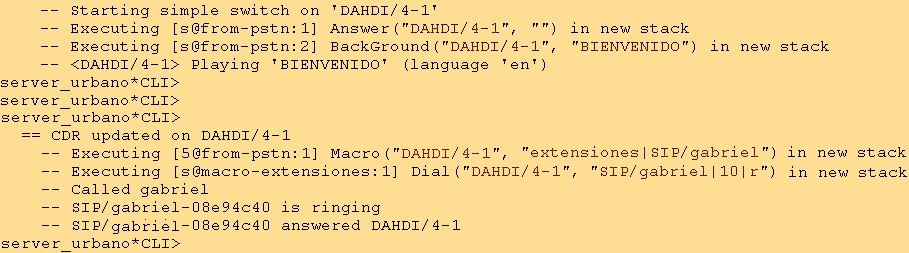 -- Starting simple switch on 'DAHDI/4-1'
-- Executing [s@from-pstn:1] Answer("DAHDI/4-1", "") in new stack
-- Executing [s@from-pstn:2] BackGround("DAHDI/4-1", "BIENVENIDO") in new stack
-- <DAHDI/4-1> Playing 'BIENVENIDO' (language 'en')
server_urbano*CLI>
server_urbano*CLI>
server_urbano*CLI>
== CDR updated on DAHDI/4-1
-- Executing [5@from-pstn:1] Macro("DAHDI/4-1", "extensiones|SIP/gabriel") in new stack
-- Executing [s@macro-extensiones:1] Dial("DAHDI/4-1", "SIP/gabriel|10|r") in new stack
-- Called gabriel
-- SIP/gabriel-08e94c40 is ringing
-- SIP/gabriel-08e94c40 answered DAHDI/4-1
server_urbano*CLI>